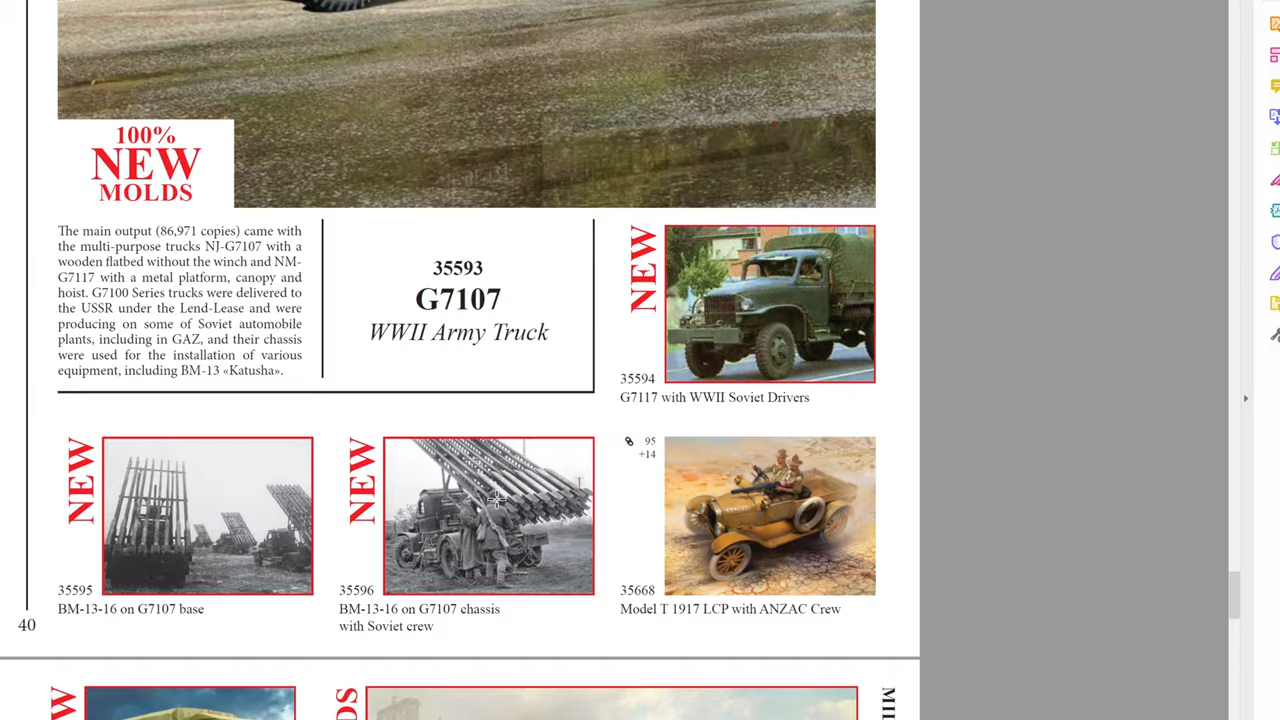 100%
NEW
MOLDS
The main output (86,971 copies) came with
the multi-purpose trucks NJ-G7107 with a
wooden flatbed without the winch and NM-
G7117 with a metal platform, canopy and
hoist. G7100 Series trucks were delivered to
the USSR under the Lend-Lease and were
producing on some of Soviet automobile
plants, including in GAZ, and their chassis
were used for the installation of various
equipment, including BM-13 «Katusha».
35593
G7107
WWII Army Truck
NEW
35594
G7117 with WWII Soviet Drivers
NEW
35595
BM-13-16 on G7107 base
NEW
35596
BM-13-16 on G7107 chassis
with Soviet crew
95
+14
35668
Model T 1917 LCP with ANZAC Crew
40